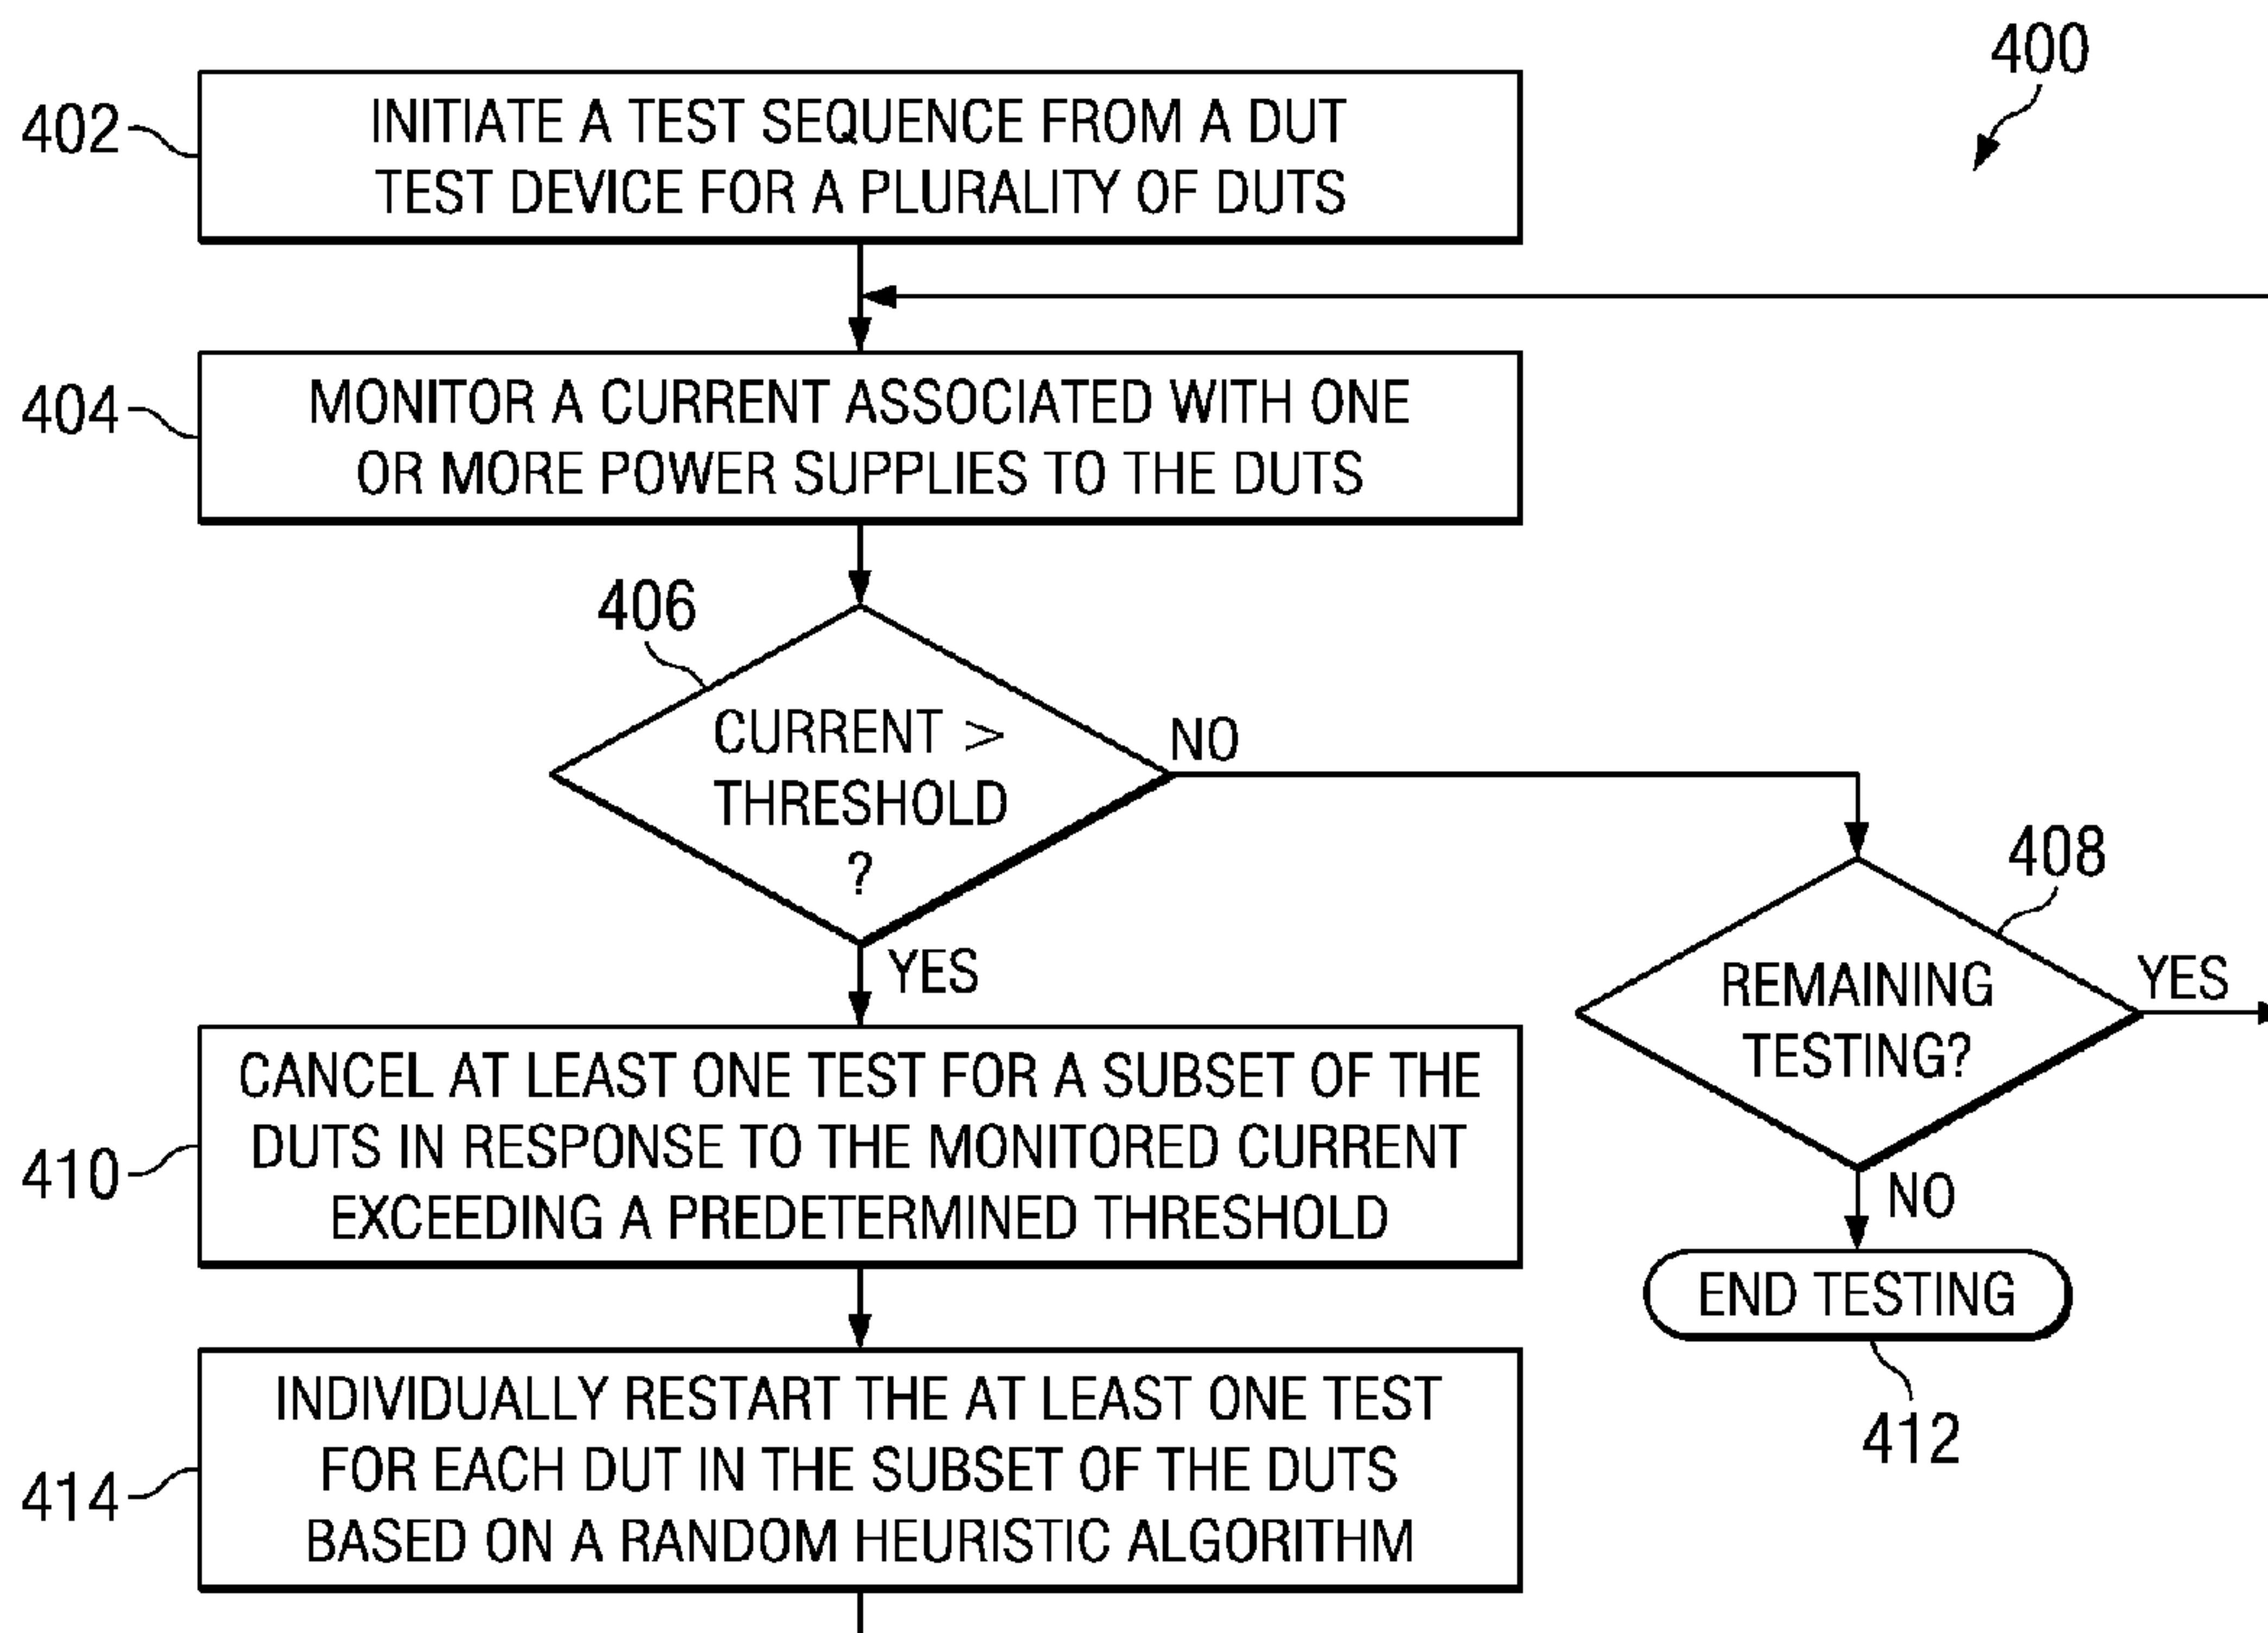 400
402
INITIATE A TEST SEQUENCE FROM A DUT
TEST DEVICE FOR A PLURALITY OF DUTS
404
MONITOR A CURRENT ASSOCIATED WITH ONE
OR MORE POWER SUPPLIES TO THE DUTS
406
CURRENT >
THRESHOLD
?
NO
YES
408
REMAINING
TESTING?
YES
NO
410
CANCEL AT LEAST ONE TEST FOR A SUBSET OF THE
DUTS IN RESPONSE TO THE MONITORED CURRENT
EXCEEDING A PREDETERMINED THRESHOLD
END TESTING
412
414
INDIVIDUALLY RESTART THE AT LEAST ONE TEST
FOR EACH DUT IN THE SUBSET OF THE DUTS
BASED ON A RANDOM HEURISTIC ALGORITHM